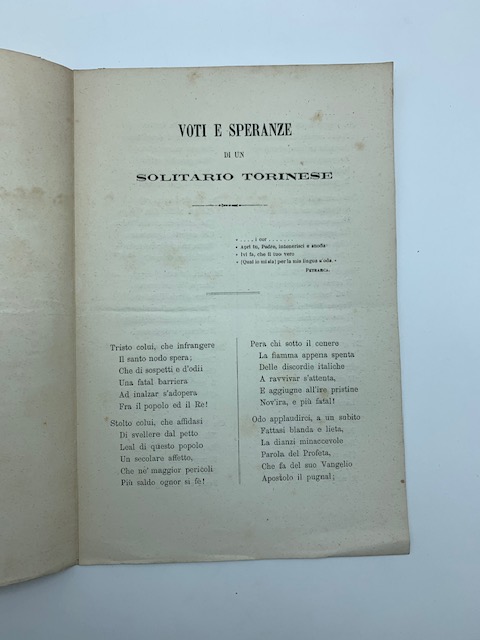 VOTI E SPERANZE
DI UN
SOLITARIO TORINESE
« . . . . i cor . . . . . . .
« Apri tu, Padre, intenerisci e snoda
« Ivi fa, che il tuo vero
« (Qual io mi sia) per la mia lingua s'oda. »
PETRARCA.
Tristo colui, che infrangere
Il santo nodo spera;
Che di sospetti e d'odii
Una fatal barriera
Ad inalzar s'adopera
Fra il popolo ed il Re!
Stolto colui, che affidasi
Di svellere dal petto
Leal di questo popolo
Un secolare affetto,
Che ne' maggior pericoli
Più saldo ognor si fè!
Pera chi sotto il cenere
La fiamma appena spenta
Delle discordie italiche
A ravvivar s'attenta,
E aggiugne all'ire pristine
Nov'ira, e più fatal!
Odo applaudirci, a un subito
Fattasi blanda e lieta,
La dianzi minaccevole
Parola del Profeta,
Che fa del suo Vangelio
Apostolo il pugnal;